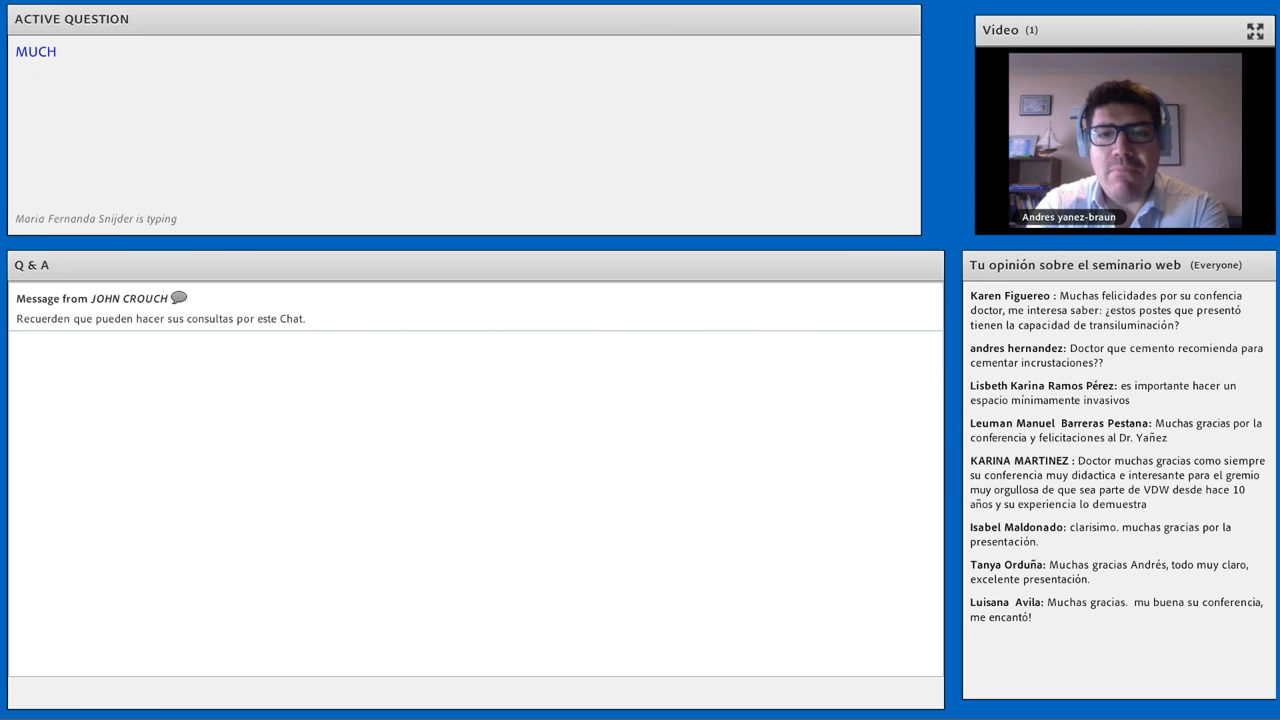 ACTIVE QUESTION
MUCH
Maria Fernanda Snijder is typing
Video (1)
Andres yanez-braun
Q & A
Message from JOHN CROUCH
Recuerden que pueden hacer sus consultas por este Chat.
Tu opinión sobre el seminario web (Everyone)
Karen Figuereo : Muchas felicidades por su confencia
doctor, me interesa saber: ¿estos postes que presentó
tienen la capacidad de transiluminación?
andres hernandez: Doctor que cemento recomienda para
cementar incrustaciones??
Lisbeth Karina Ramos Pérez: es importante hacer un
espacio mínimamente invasivos
Leuman Manuel Barreras Pestana: Muchas gracias por la
conferencia y felicitaciones al Dr. Yañez
KARINA MARTINEZ : Doctor muchas gracias como siempre
su conferencia muy didactica e interesante para el gremio
muy orgullosa de que sea parte de VDW desde hace 10
años y su experiencia lo demuestra
Isabel Maldonado: clarisimo. muchas gracias por la
presentación.
Tanya Orduña: Muchas gracias Andrés, todo muy claro,
excelente presentación.
Luisana Avila: Muchas gracias. mu buena su conferencia,
me encantó!